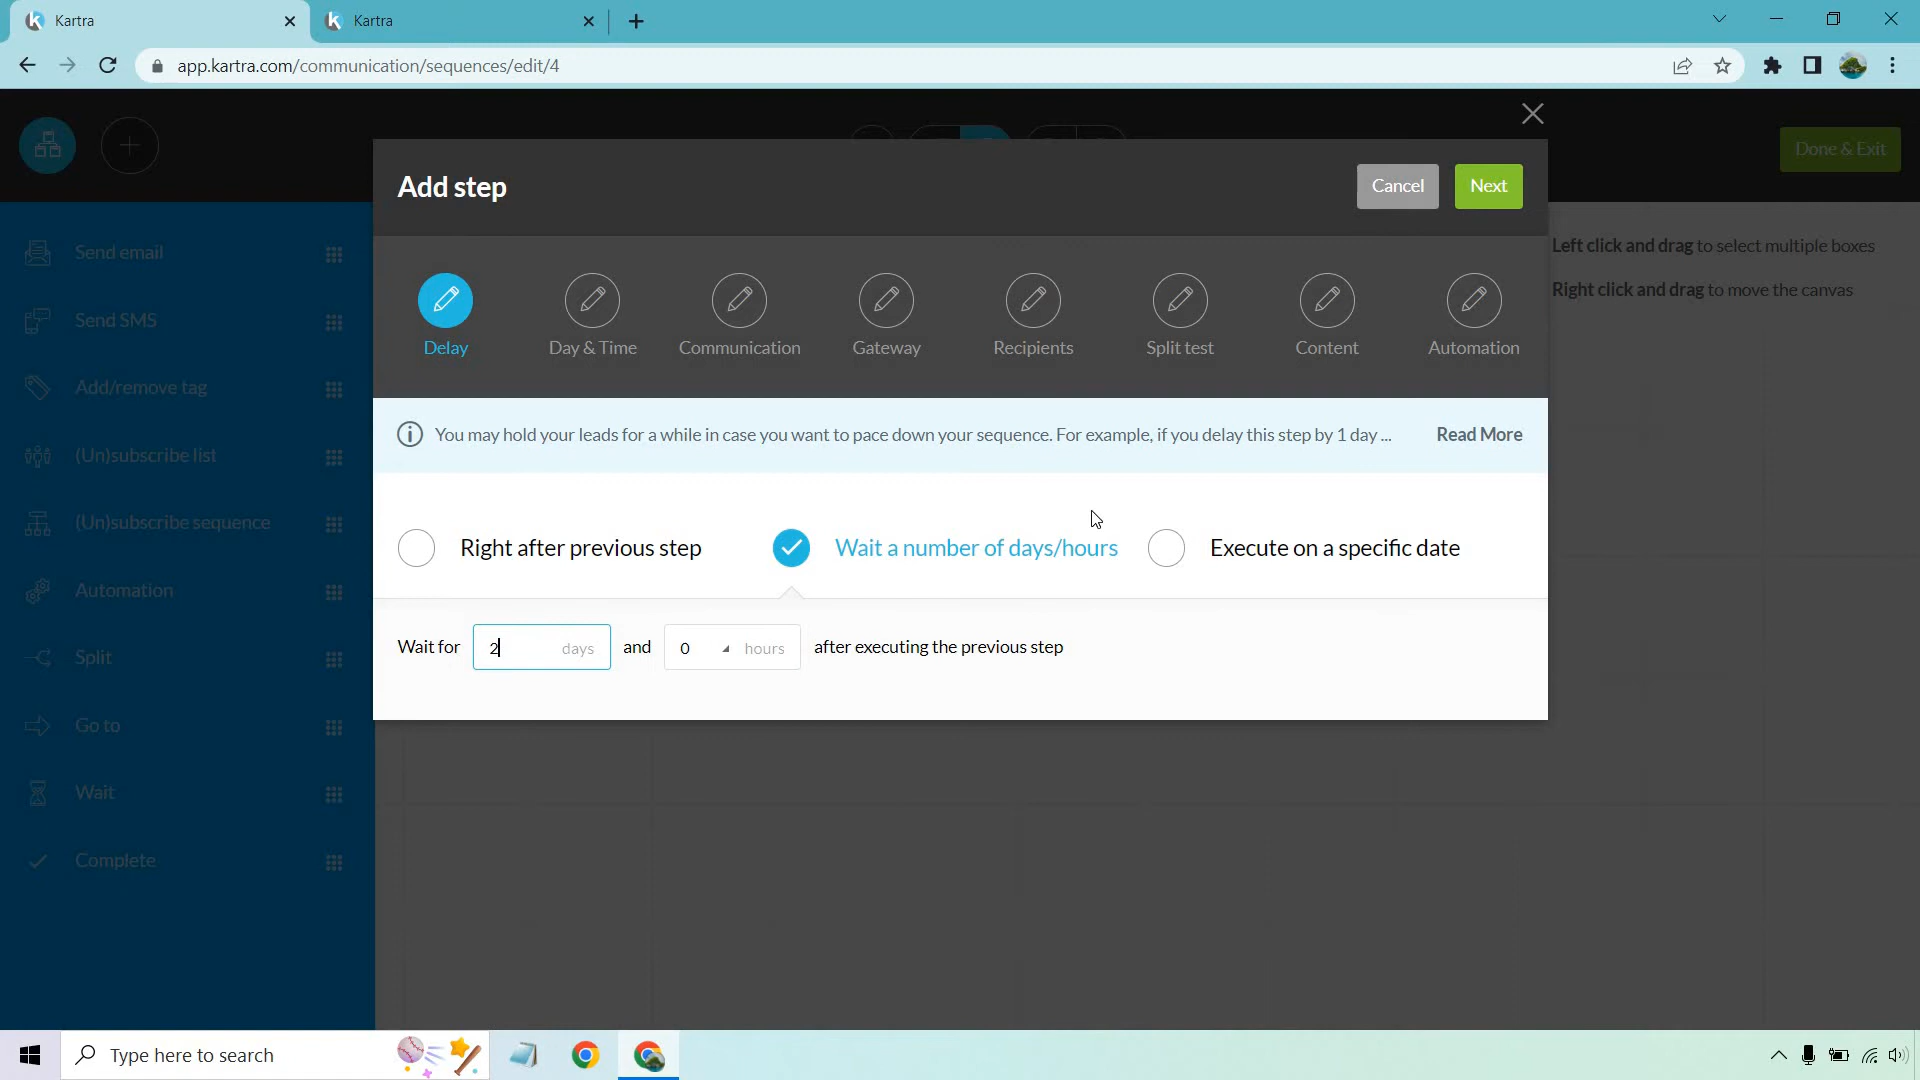 Kartra
Kartra
app.kartra.com/communication/sequences/edit/4
Done & Exit
Add step
Cancel
Next
Send email
Send SMS
Add/remove tag
(Un)subscribe list
(Un)subscribe sequence
Automation
Split
Go to
Wait
Complete
Left click and drag to select multiple boxes
Right click and drag to move the canvas
Delay
Day & Time
Communication
Gateway
Recipients
Split test
Content
Automation
You may hold your leads for a while in case you want to pace down your sequence. For example, if you delay this step by 1 day ...
Read More
Right after previous step
Wait a number of days/hours
Execute on a specific date
Wait for 2 days and 0 hours after executing the previous step
Type here to search